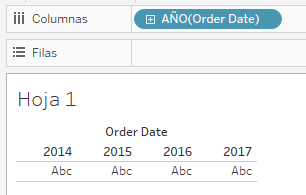 Columnas
AÑO(Order Date)
Filas
Hoja 1
Order Date
2014 2015 2016 2017
Abc Abc Abc Abc